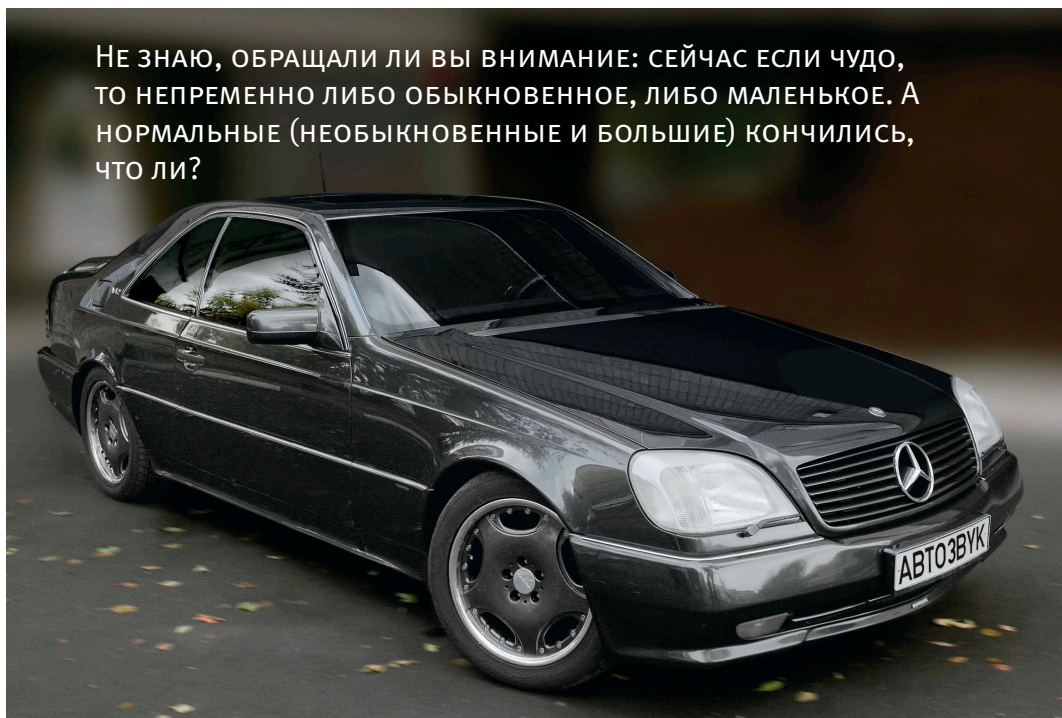 Не знаю, обращали ли вы внимание: сейчас если чудо,
то непременно либо обыкновенное, либо маленькое. А
нормальные (необыкновенные и большие) кончились,
что ли?
АВТОЗВУК